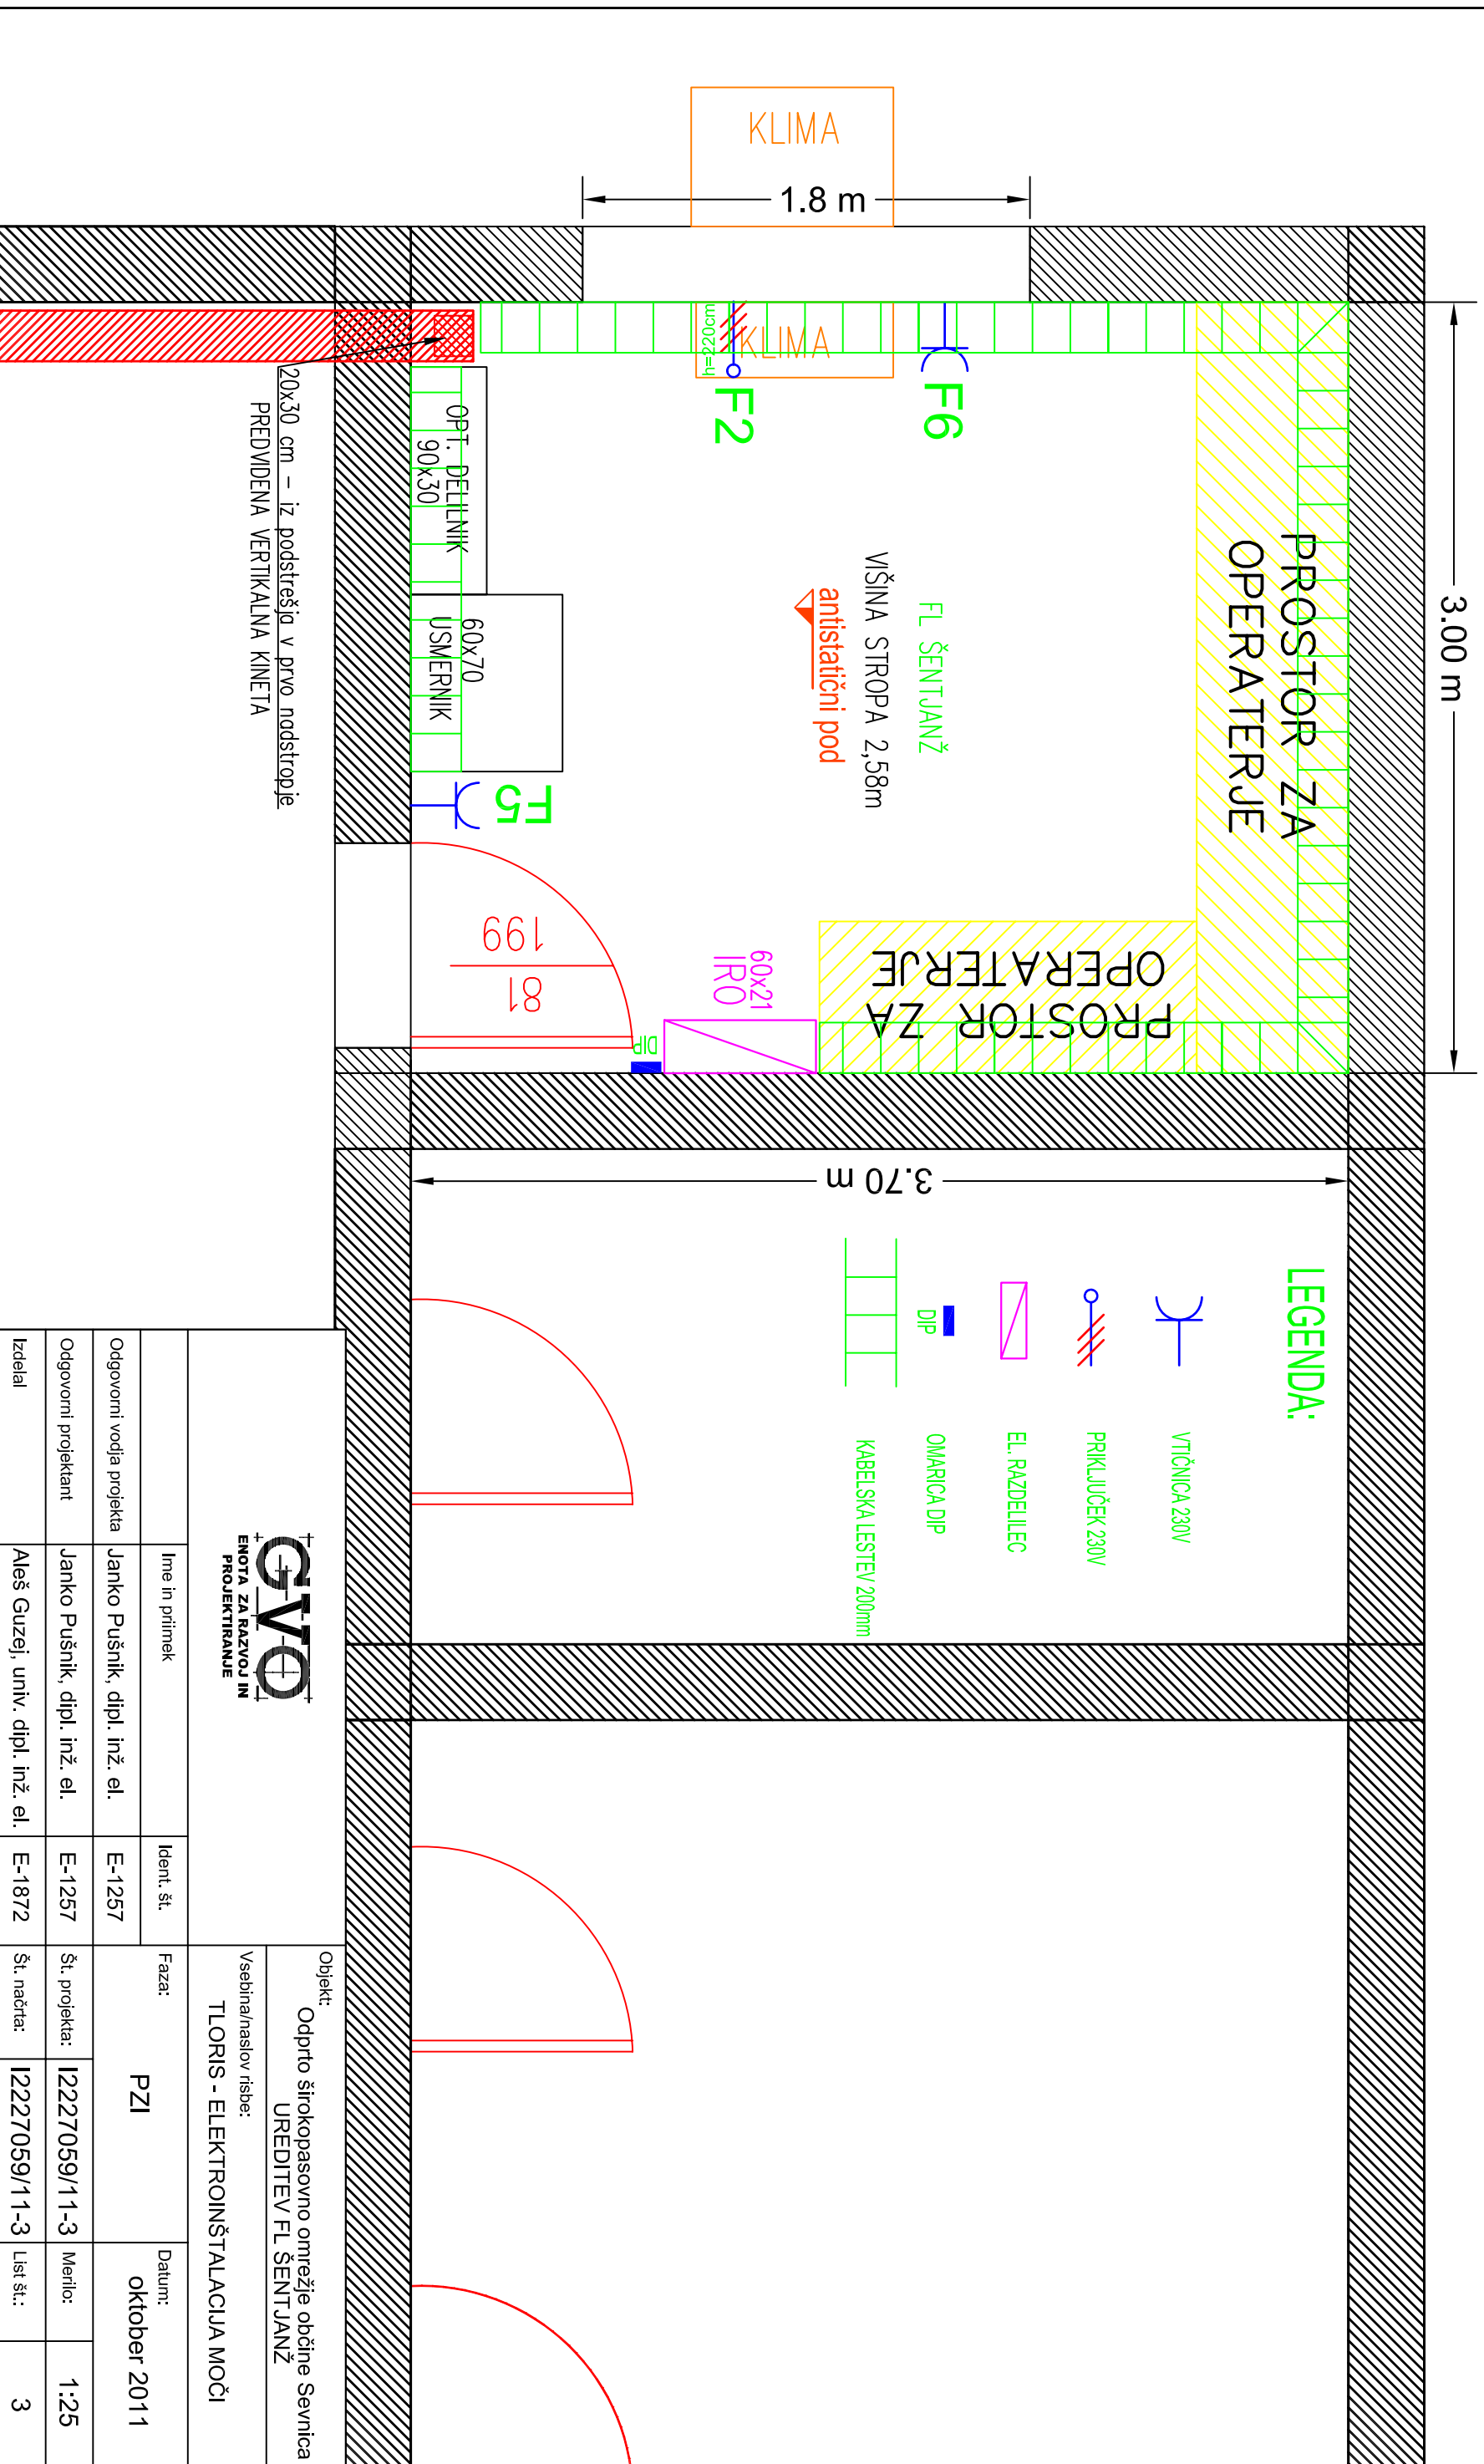 KLIMA
1.8 m
3.00 m
KLIMA
h=220cm
F2
F6
PROSTOR ZA
OPERATERJE
FL ŠENTJANŽ
VIŠINA STROPA 2,58m
antistatični pod
OPT. DELILNIK
90x30
60x70
USMERNIK
20x30 cm - iz podstrešja v prvo nadstropje
PREDVIDENA VERTIKALNA KINETA
F5
199
81
60x21
IRO
DIP
PROSTOR ZA
OPERATERJE
3.70 m
LEGENDA:
VTIČNICA 230V
PRIKLJUČEK 230V
EL. RAZDELILEC
DIP
OMARICA DIP
KABELSKA LESTEV 200mm
GVO
ENOTA ZA RAZVOJ IN
PROJEKTIRANJE
Objekt:
Odprto širokopasovno omrežje občine Sevnica
UREDITEV FL ŠENTJANŽ
Vsebina/naslov risbe:
TLORIS - ELEKTROINŠTALACIJA MOČI
Ime in priimek
Ident. št.
Faza:
PZI
Datum:
oktober 2011
Odgovorni vodja projekta
Janko Pušnik, dipl. inž. el.
E-1257
Odgovorni projektant
Janko Pušnik, dipl. inž. el.
E-1257
Št. projekta:
I2227059/11-3
Merilo:
1:25
Izdelal
Aleš Guzej, univ. dipl. inž. el.
E-1872
Št. načrta:
I2227059/11-3
List št.:
3